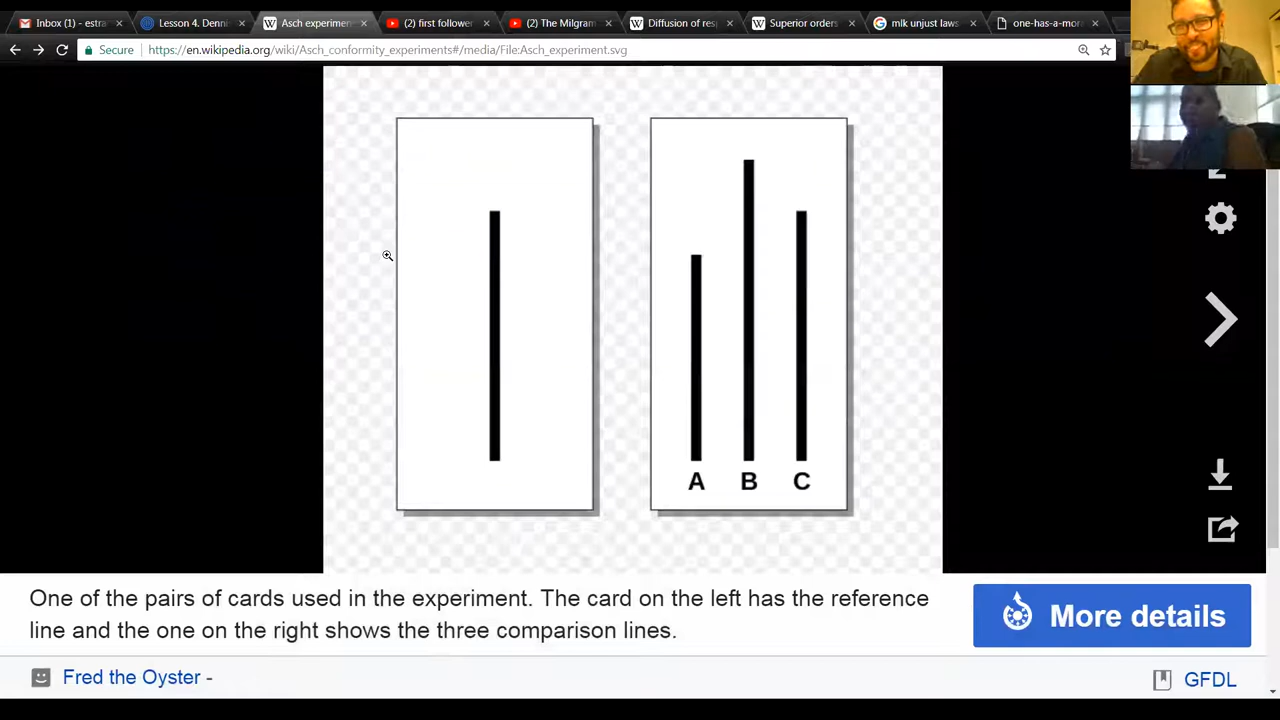 Inbox (1) - estra
Lesson 4. Denni
Asch experimen
(2) first follower
(2) The Milgram
Diffusion of res
Superior orders
mlk unjust laws
one-has-a-mor
Secure
https://en.wikipedia.org/wiki/Asch_conformity_experiments#/media/File:Asch_experiment.svg
A B C
One of the pairs of cards used in the experiment. The card on the left has the reference
line and the one on the right shows the three comparison lines.
More details
Fred the Oyster -
GFDL